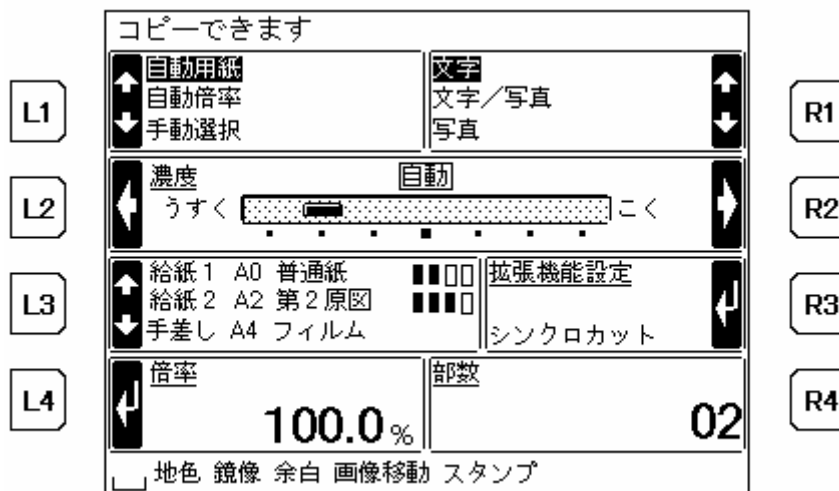 コピーできます
L1
自動用紙
自動倍率
手動選択
文字
文字／写真
写真
R1
L2
濃度
自動
うすく
こく
R2
L3
給紙１ A0 普通紙
給紙２ A2 第２原図
手差し A4 フィルム
拡張機能設定
シンクロカット
R3
L4
倍率
100.0%
部数
02
R4
地色 鏡像 余白 画像移動 スタンプ